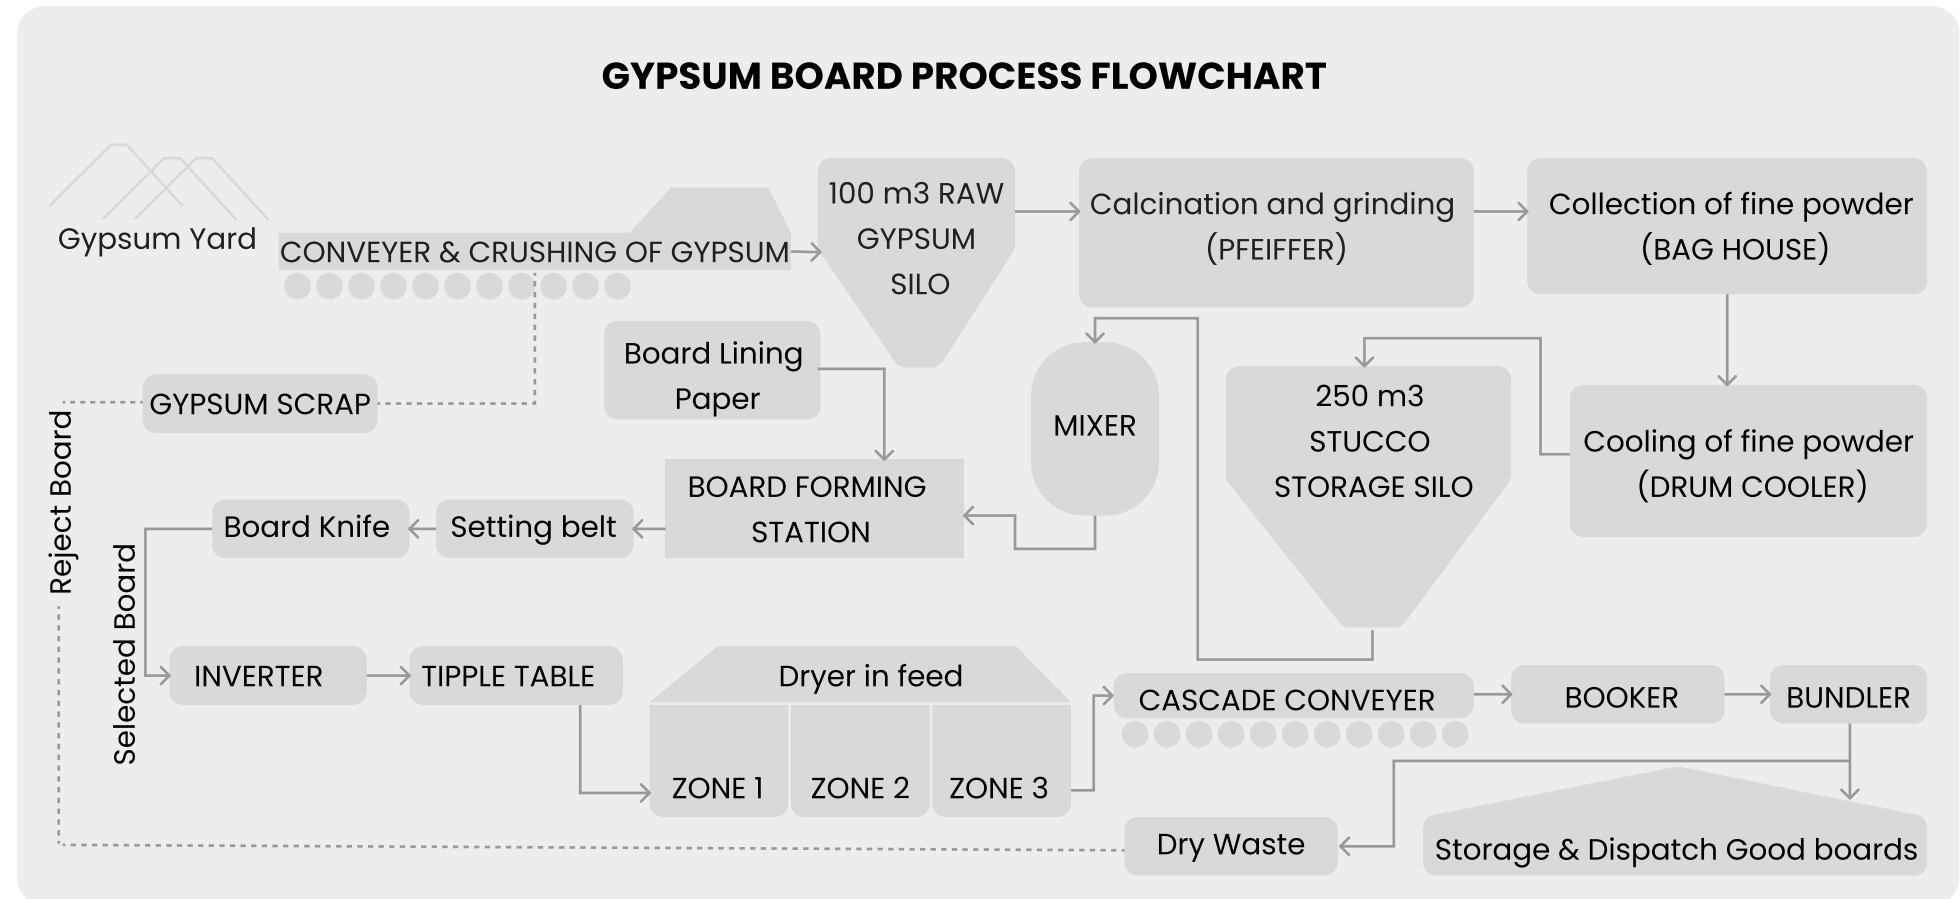 GYPSUM BOARD PROCESS FLOWCHART
Gypsum Yard
CONVEYER & CRUSHING OF GYPSUM
100 m3 RAW
GYPSUM
SILO
Calcination and grinding
(PFEIFFER)
Collection of fine powder
(BAG HOUSE)
Cooling of fine powder
(DRUM COOLER)
250 m3
STUCCO
STORAGE SILO
MIXER
Board Lining
Paper
BOARD FORMING
STATION
Setting belt
Board Knife
GYPSUM SCRAP
Reject Board
Selected Board
INVERTER
TIPPLE TABLE
Dryer in feed
ZONE 1
ZONE 2
ZONE 3
CASCADE CONVEYER
BOOKER
BUNDLER
Dry Waste
Storage & Dispatch Good boards